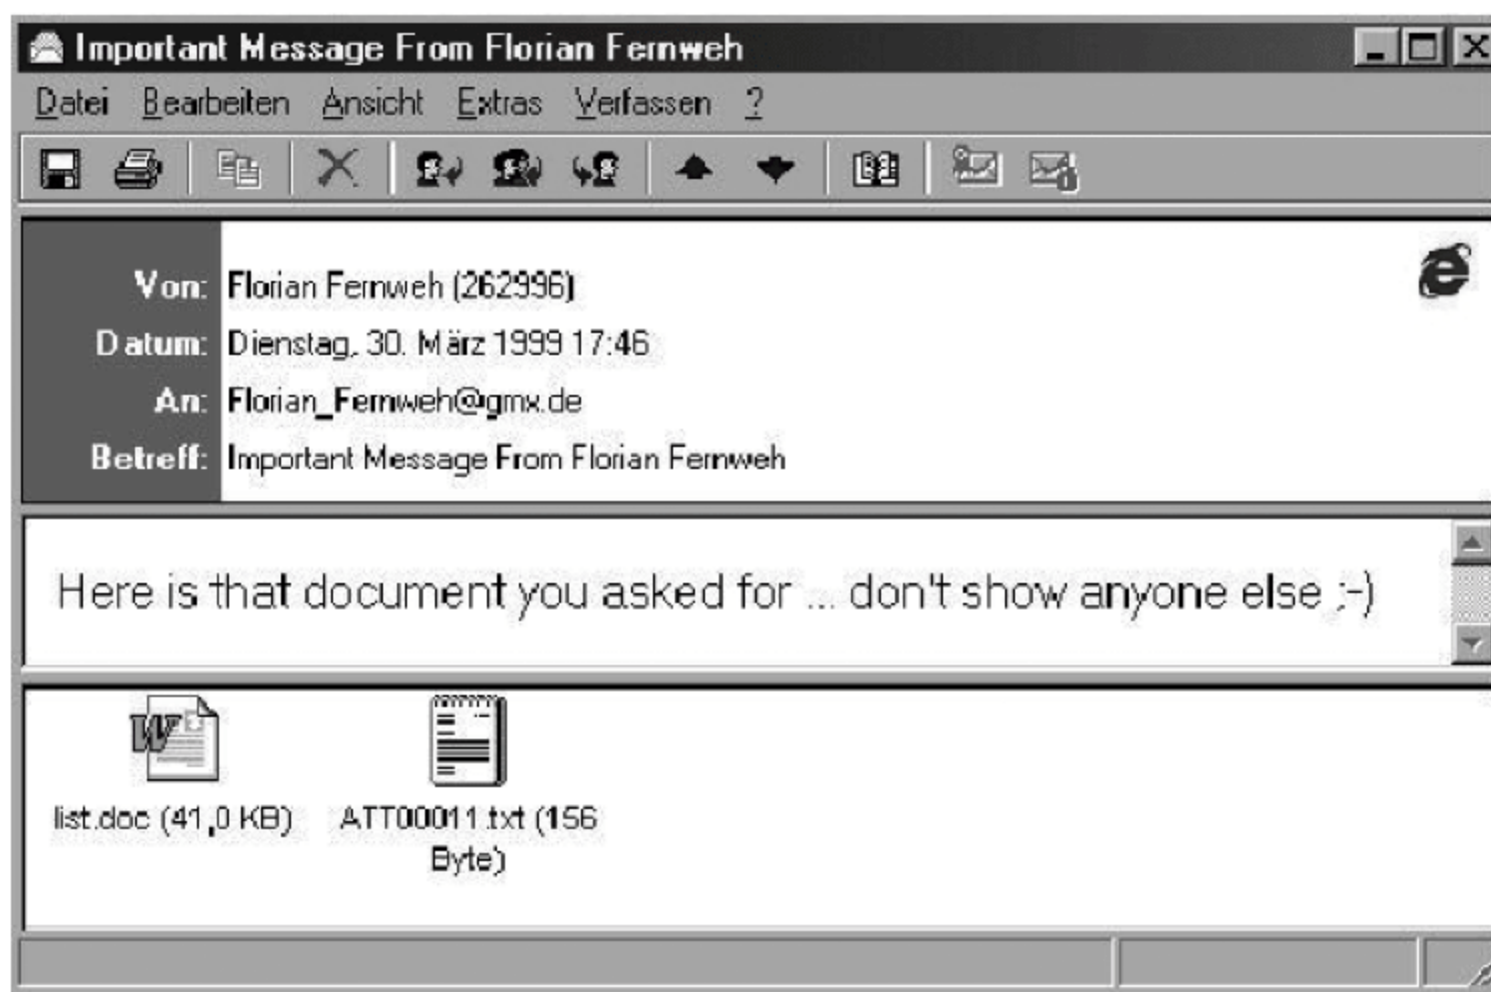 Important Message From Florian Fernweh
Datei Bearbeiten Ansicht Extras Verfassen ?
Von: Florian Fernweh (262996)
Datum: Dienstag, 30. März 1999 17:46
An: Florian_Fernweh@gmx.de
Betreff: Important Message From Florian Fernweh
Here is that document you asked for ... don't show anyone else ;-)
list.doc (41,0 KB) ATT00011.txt (156
Byte)